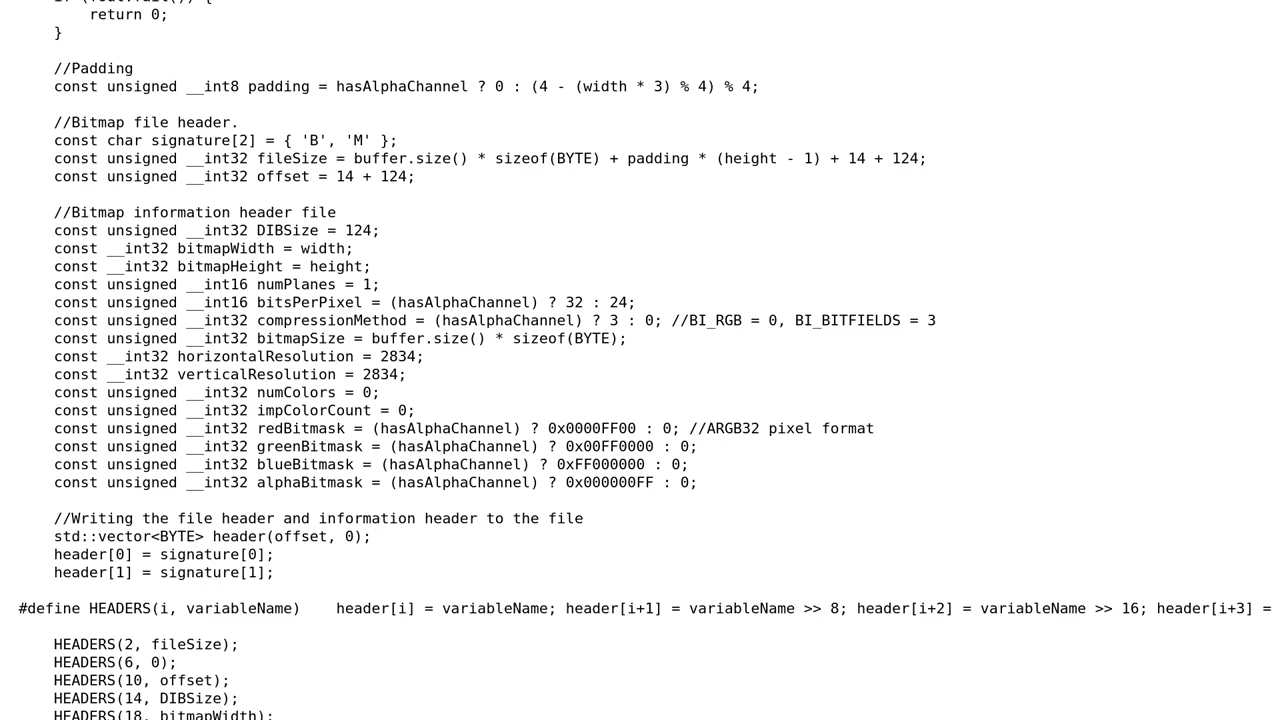 return 0;
}
//Padding
const unsigned __int8 padding = hasAlphaChannel ? 0 : (4 - (width * 3) % 4) % 4;
//Bitmap file header.
const char signature[2] = { 'B', 'M' };
const unsigned __int32 fileSize = buffer.size() * sizeof(BYTE) + padding * (height - 1) + 14 + 124;
const unsigned __int32 offset = 14 + 124;
//Bitmap information header file
const unsigned __int32 DIBSize = 124;
const __int32 bitmapWidth = width;
const __int32 bitmapHeight = height;
const unsigned __int16 numPlanes = 1;
const unsigned __int16 bitsPerPixel = (hasAlphaChannel) ? 32 : 24;
const unsigned __int32 compressionMethod = (hasAlphaChannel) ? 3 : 0; //BI_RGB = 0, BI_BITFIELDS = 3
const unsigned __int32 bitmapSize = buffer.size() * sizeof(BYTE);
const __int32 horizontalResolution = 2834;
const __int32 verticalResolution = 2834;
const unsigned __int32 numColors = 0;
const unsigned __int32 impColorCount = 0;
const unsigned __int32 redBitmask = (hasAlphaChannel) ? 0x0000FF00 : 0; //ARGB32 pixel format
const unsigned __int32 greenBitmask = (hasAlphaChannel) ? 0x00FF0000 : 0;
const unsigned __int32 blueBitmask = (hasAlphaChannel) ? 0xFF000000 : 0;
const unsigned __int32 alphaBitmask = (hasAlphaChannel) ? 0x000000FF : 0;
//Writing the file header and information header to the file
std::vector<BYTE> header(offset, 0);
header[0] = signature[0];
header[1] = signature[1];
#define HEADERS(i, variableName)    header[i] = variableName; header[i+1] = variableName >> 8; header[i+2] = variableName >> 16; header[i+3] =
HEADERS(2, fileSize);
HEADERS(6, 0);
HEADERS(10, offset);
HEADERS(14, DIBSize);
HEADERS(18, bitmapWidth);